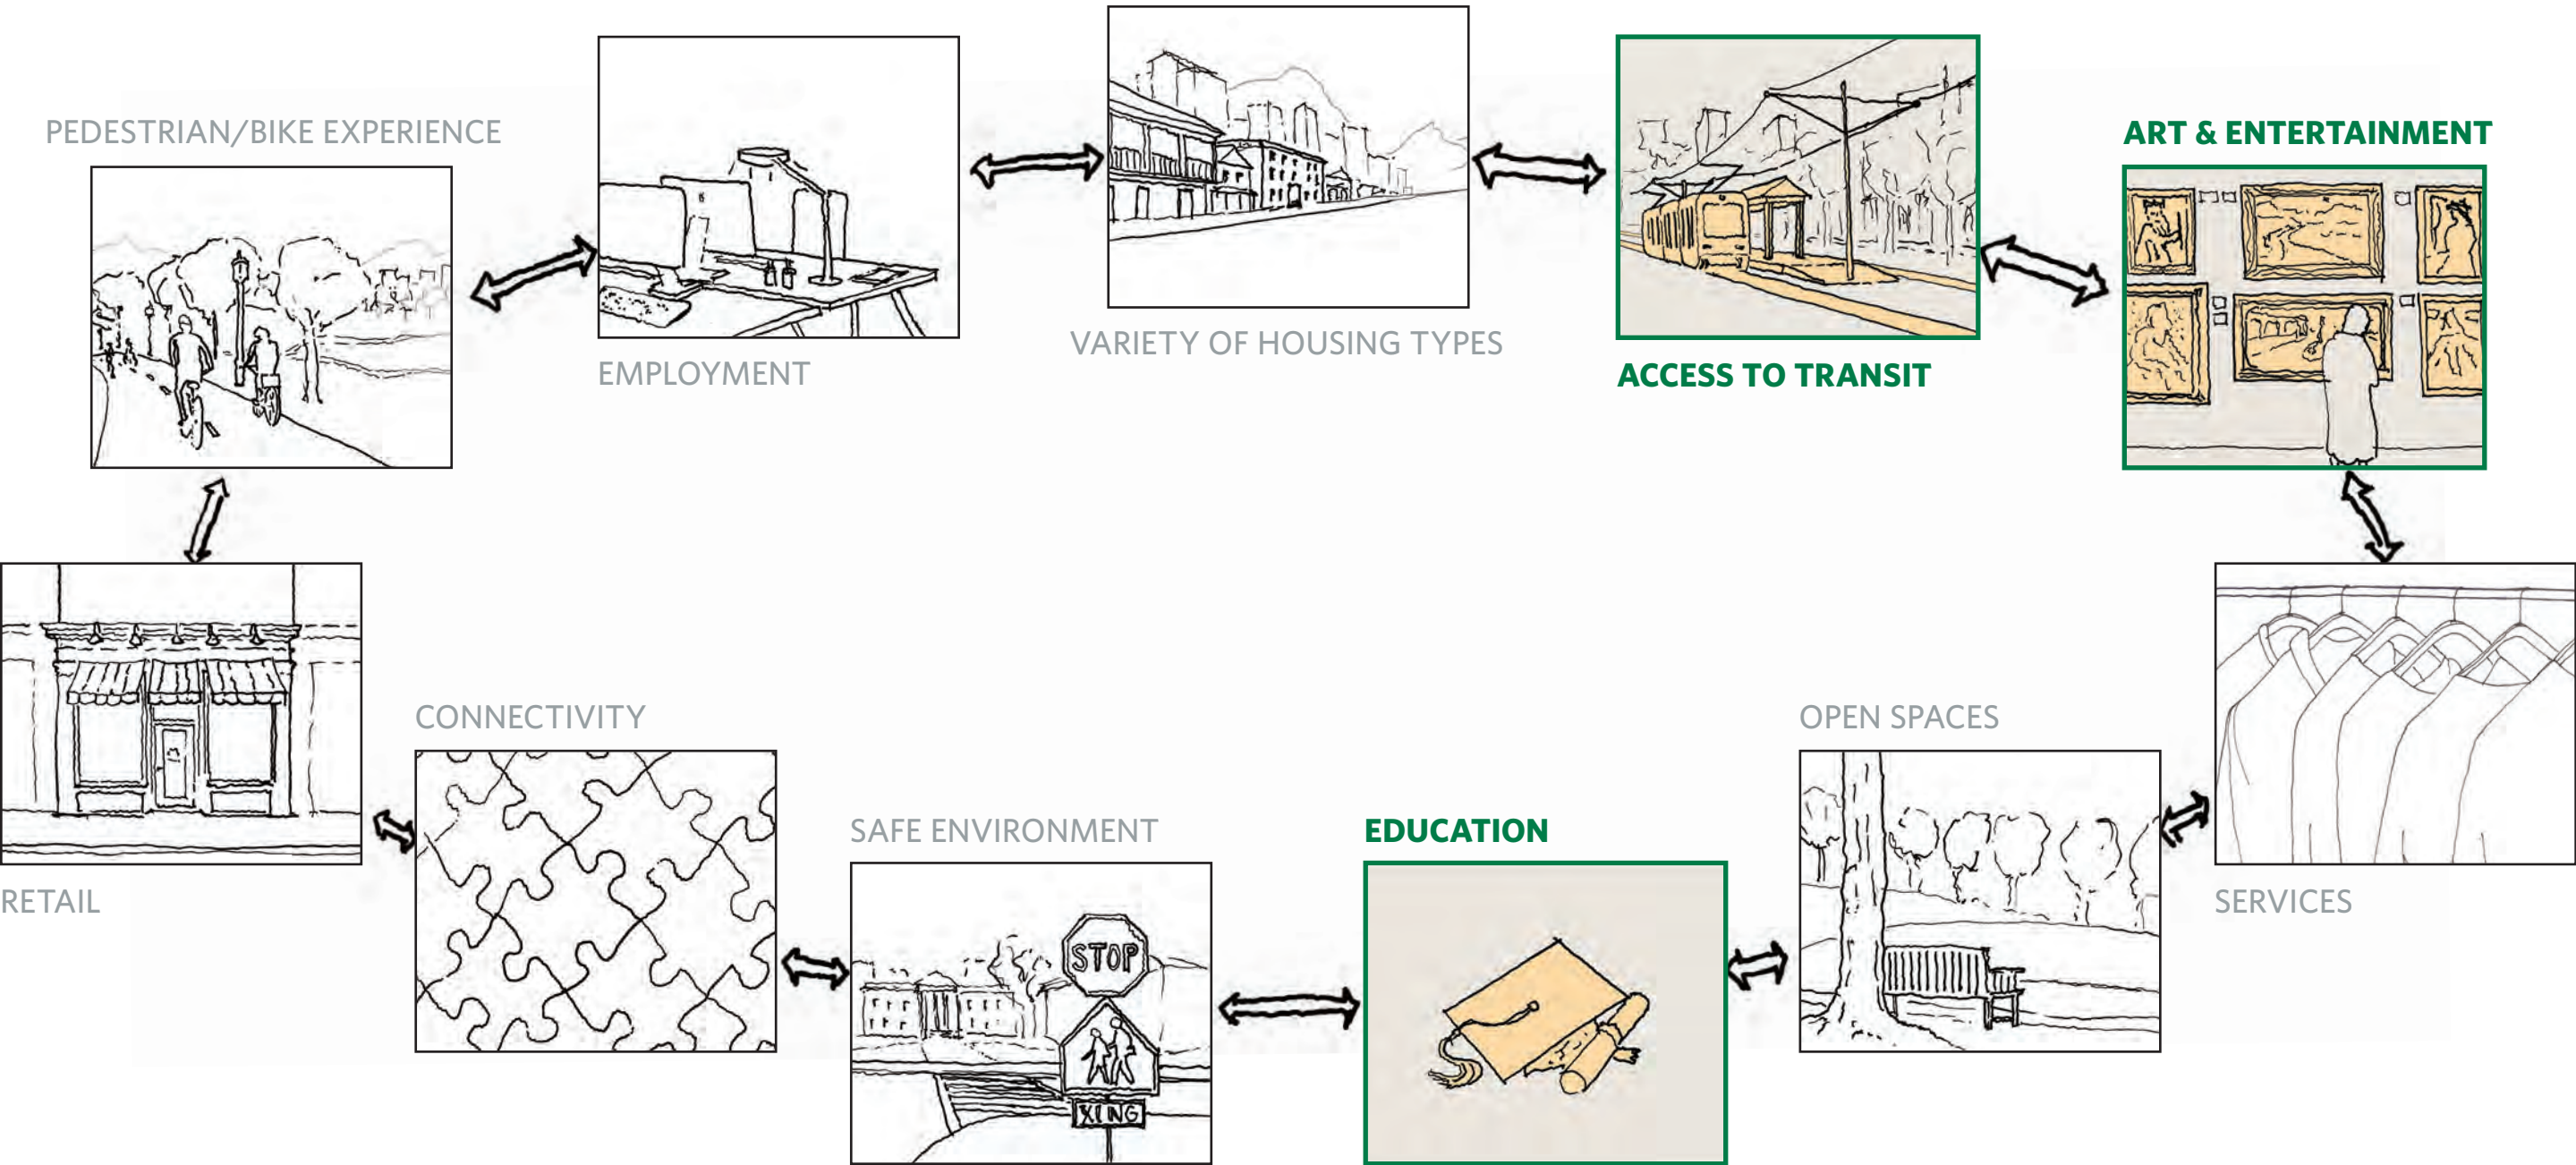 PEDESTRIAN/BIKE EXPERIENCE
EMPLOYMENT
VARIETY OF HOUSING TYPES
ACCESS TO TRANSIT
ART & ENTERTAINMENT
RETAIL
CONNECTIVITY
SAFE ENVIRONMENT
STOP
XING
EDUCATION
OPEN SPACES
SERVICES